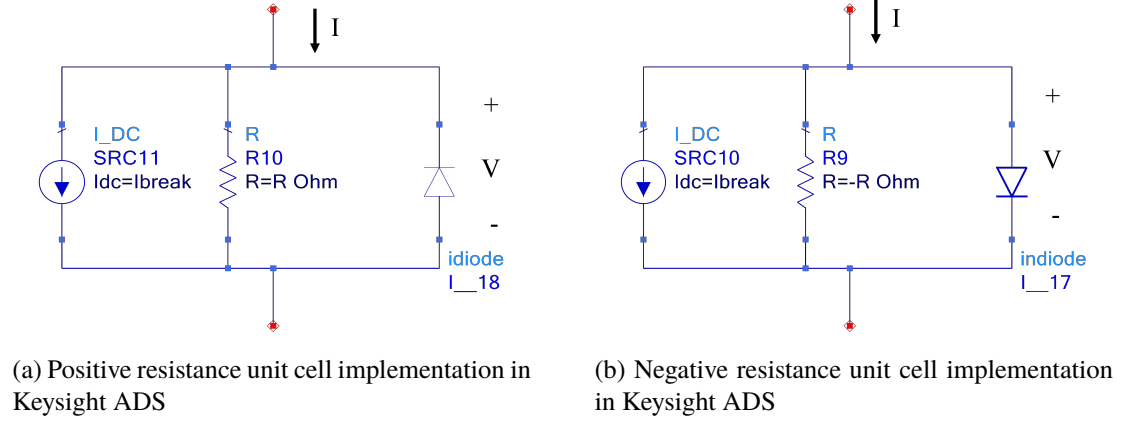 I
I_DC
SRC11
Idc=Ibreak
R
R10
R=R Ohm
+
V
-
idiode
I__18
I
I_DC
SRC10
Idc=Ibreak
R
R9
R=-R Ohm
+
V
-
indiode
I__17
(a) Positive resistance unit cell implementation in
Keysight ADS
(b) Negative resistance unit cell implementation
in Keysight ADS